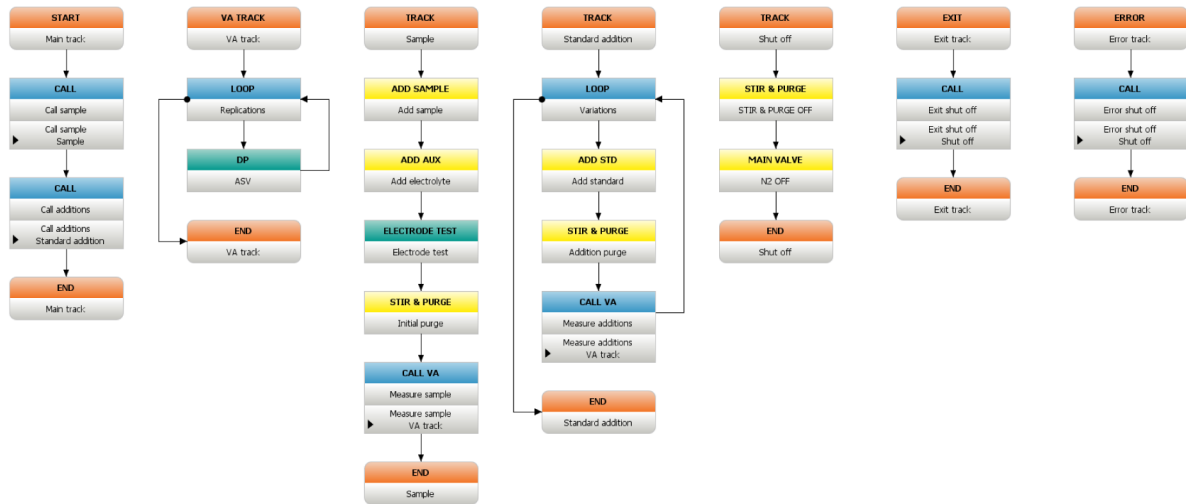 START
Main track
CALL
Call sample
Call sample
Sample
CALL
Call additions
Call additions
Standard addition
END
Main track
VA TRACK
VA track
LOOP
Replications
DP
ASV
END
VA track
TRACK
Sample
ADD SAMPLE
Add sample
ADD AUX
Add electrolyte
ELECTRODE TEST
Electrode test
STIR & PURGE
Initial purge
CALL VA
Measure sample
Measure sample
VA track
END
Sample
TRACK
Standard addition
LOOP
Variations
ADD STD
Add standard
STIR & PURGE
Addition purge
CALL VA
Measure additions
Measure additions
VA track
END
Standard addition
TRACK
Shut off
STIR & PURGE
STIR & PURGE OFF
MAIN VALVE
N2 OFF
END
Shut off
EXIT
Exit track
CALL
Exit shut off
Exit shut off
Shut off
END
Exit track
ERROR
Error track
CALL
Error shut off
Error shut off
Shut off
END
Error track